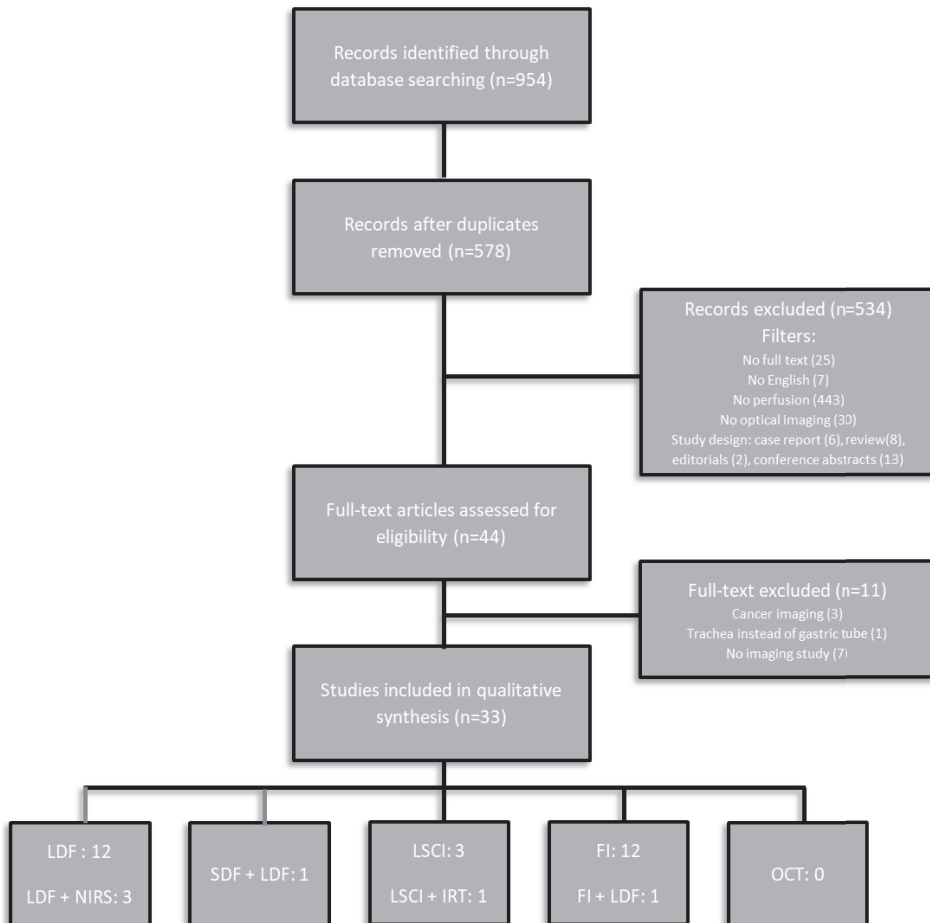 Records identified through
database searching (n=954)
Records after duplicates
removed (n=578)
Records excluded (n=534)
Filters:
No full text (25)
No English (7)
No perfusion (443)
No optical imaging (30)
Study design: case report (6), review(8),
editorials (2), conference abstracts (13)
Full-text articles assessed for
eligibility (n=44)
Full-text excluded (n=11)
Cancer imaging (3)
Trachea instead of gastric tube (1)
No imaging study (7)
Studies included in qualitative
synthesis (n=33)
LDF : 12
LDF + NIRS: 3
SDF + LDF: 1
LSCI: 3
LSCI + IRT: 1
FI: 12
FI + LDF: 1
OCT: 0